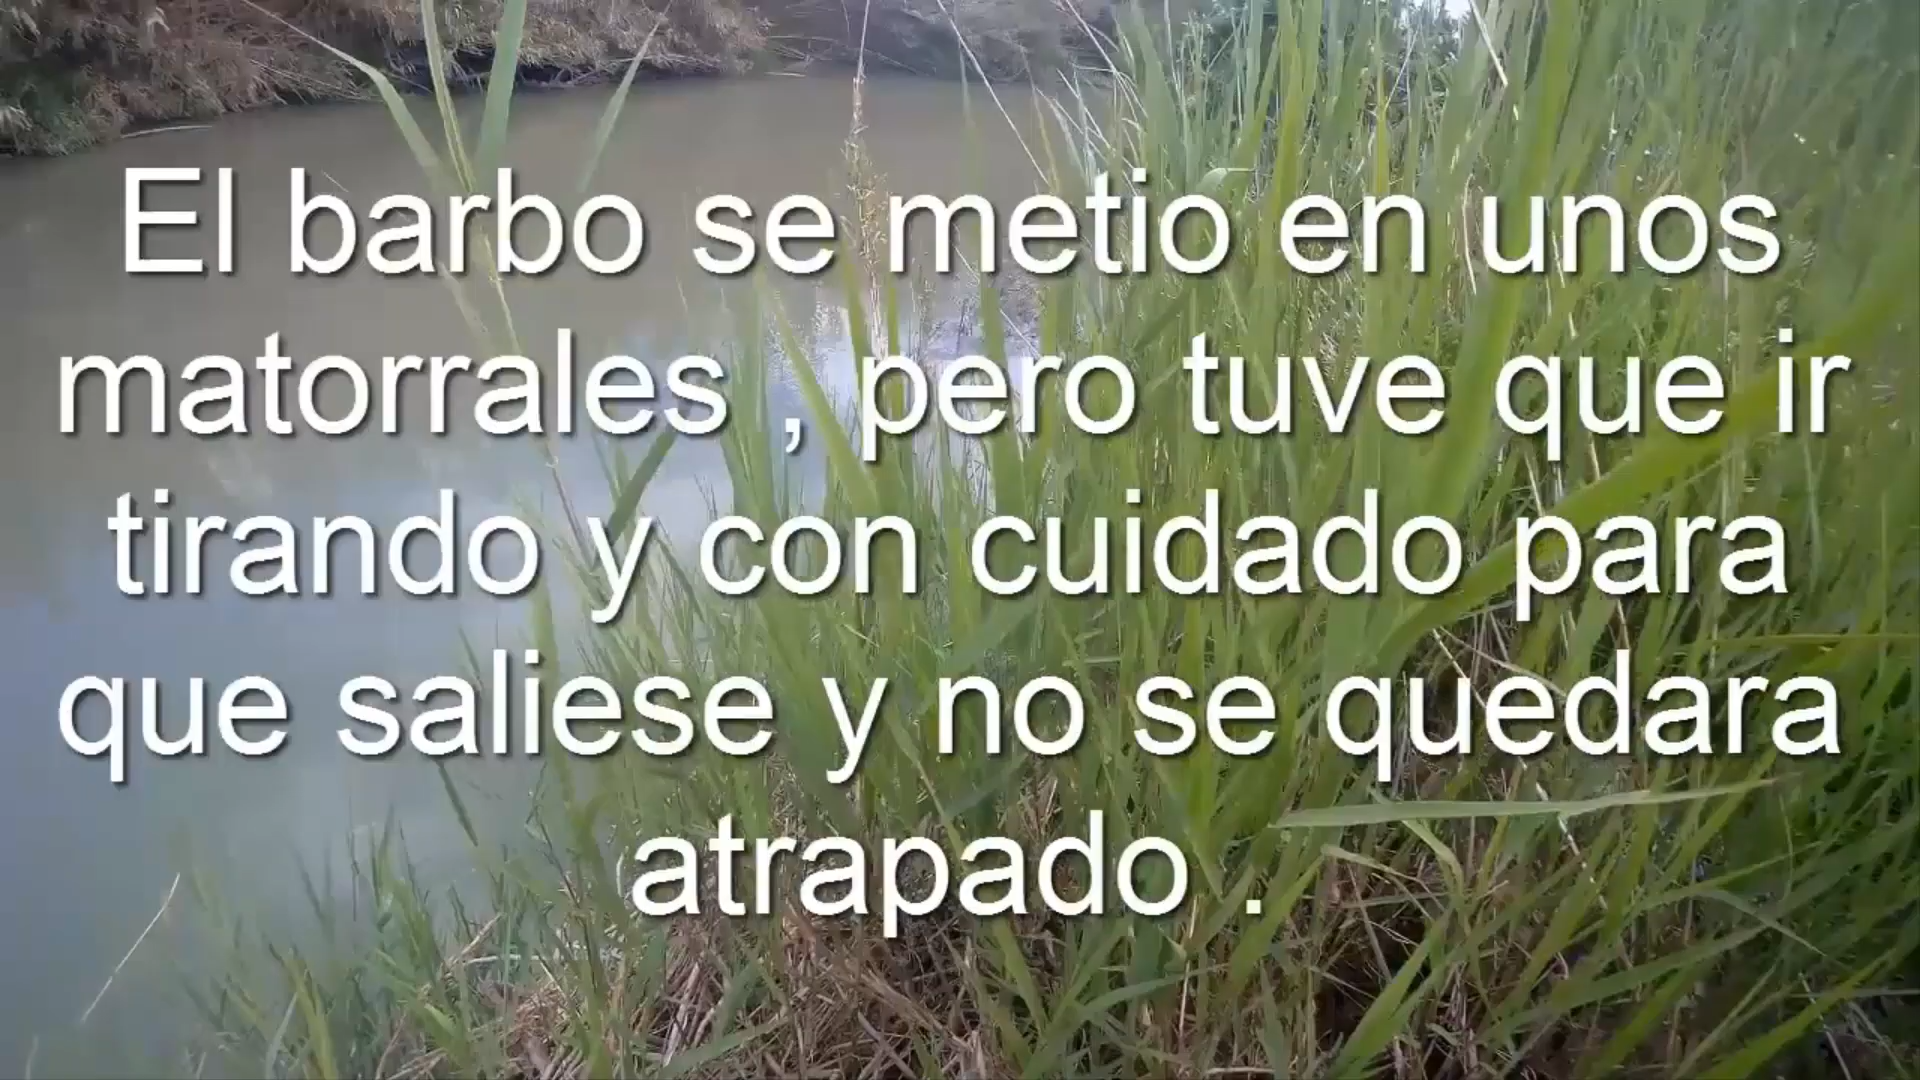 El barbo se metio en unos
matorrales , pero tuve que ir
tirando y con cuidado para
que saliese y no se quedara
atrapado .